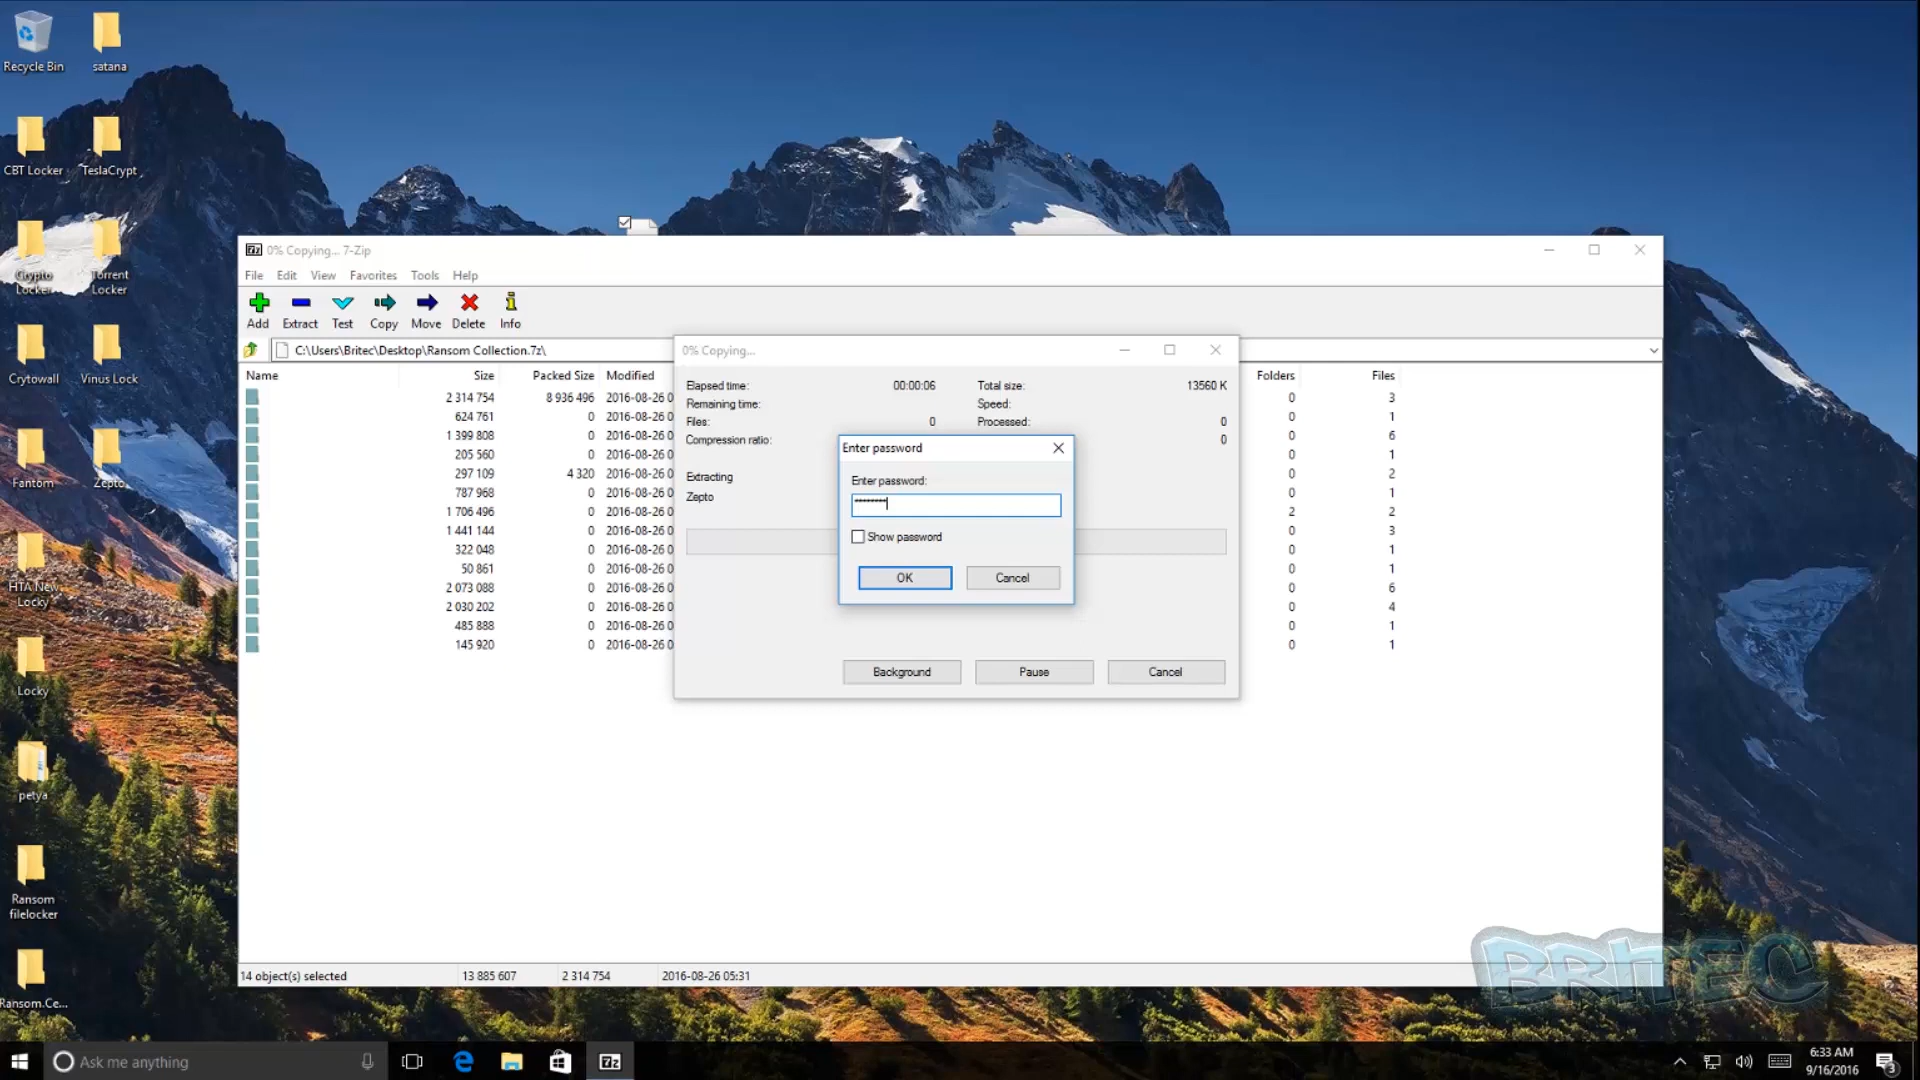 Recycle Bin
satana
CBT Locker
TeslaCrypt
Crypto Locker
Torrent Locker
Crytowall
Vinus Lock
Fantom
Zepto
HTA New Locky
Locky
petya
Ransom filelocker
Ransom.Ce...
7z 0% Copying... 7-Zip
File Edit View Favorites Tools Help
Add Extract Test Copy Move Delete Info
C:\Users\Britec\Desktop\Ransom Collection.7z\
Name Size Packed Size Modified Folders Files
2 314 754 8 936 496 2016-08-26 0 0 3
624 761 0 2016-08-26 0 0 1
1 399 808 0 2016-08-26 0 0 6
205 560 0 2016-08-26 0 0 1
297 109 4 320 2016-08-26 0 0 2
787 968 0 2016-08-26 0 0 1
1 706 496 0 2016-08-26 0 2 2
1 441 144 0 2016-08-26 0 0 3
322 048 0 2016-08-26 0 0 1
50 861 0 2016-08-26 0 0 1
2 073 088 0 2016-08-26 0 0 6
2 030 202 0 2016-08-26 0 0 4
485 888 0 2016-08-26 0 0 1
145 920 0 2016-08-26 0 0 1
0% Copying...
Elapsed time: 00:00:06 Total size: 13560 K
Remaining time: Speed:
Files: 0 Processed: 0
Compression ratio: 0
Extracting
Zepto
Enter password
Enter password:
********
Show password
OK Cancel
Background Pause Cancel
14 object(s) selected 13 885 607 2 314 754 2016-08-26 05:31
BRITEC
Ask me anything
7z
6:33 AM
9/16/2016
3